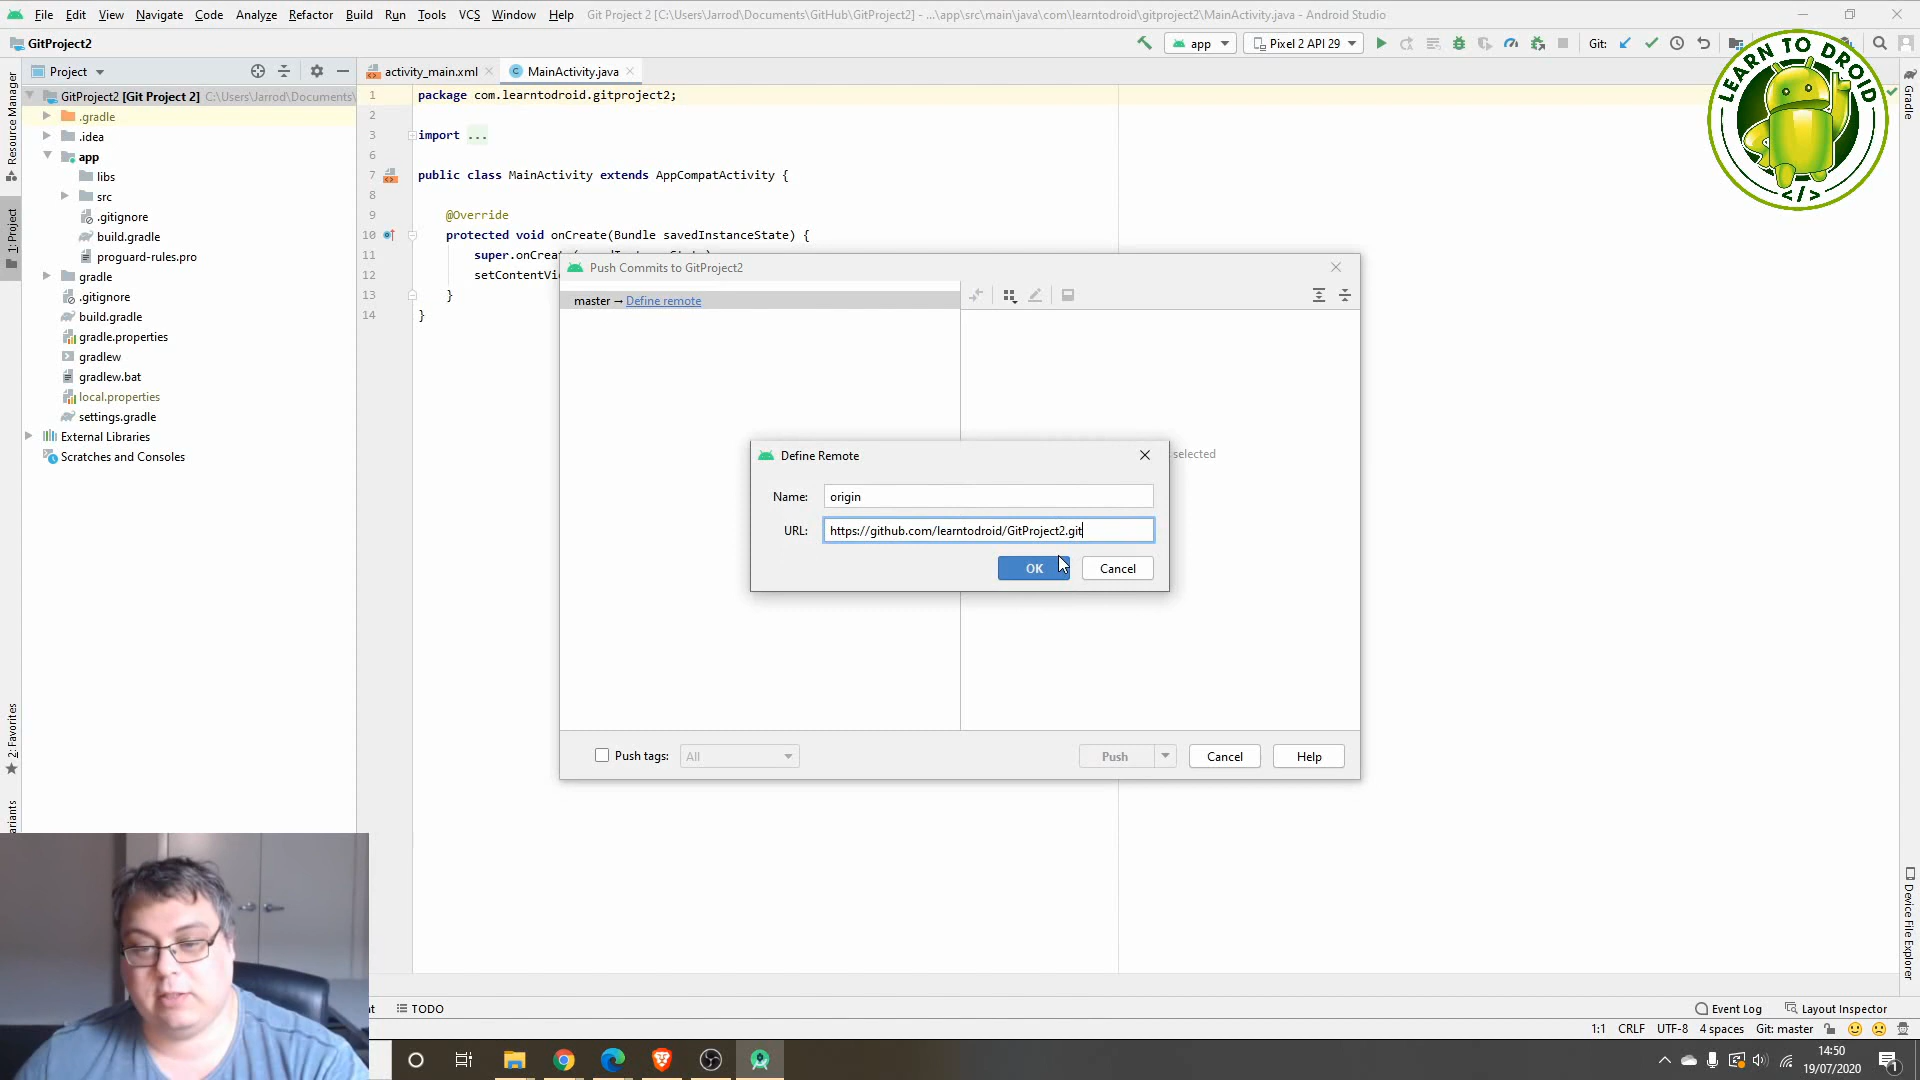 File Edit View Navigate Code Analyze Refactor Build Run Tools VCS Window Help Git Project 2 [C:\Users\Jarrod\Documents\GitHub\GitProject2] - ...\app\src\main\java\com\learntodroid\gitproject2\MainActivity.java - Android Studio
GitProject2
app
Pixel 2 API 29
Git:
LEARN TO DROID
</>
Project
activity_main.xml
MainActivity.java
Resource Manager
1: Project
2: Favorites
Gradle
Device File Explorer
GitProject2 [Git Project 2] C:\Users\Jarrod\Documents\
.gradle
.idea
app
libs
src
.gitignore
build.gradle
proguard-rules.pro
gradle
.gitignore
build.gradle
gradle.properties
gradlew
gradlew.bat
local.properties
settings.gradle
External Libraries
Scratches and Consoles
1 package com.learntodroid.gitproject2;
2
3 import ...
6
7 public class MainActivity extends AppCompatActivity {
8
9 @Override
10 protected void onCreate(Bundle savedInstanceState) {
11 super.onCreate(
12 setContentVi
13 }
14 }
Push Commits to GitProject2
master → Define remote
selected
Define Remote
Name: origin
URL: https://github.com/learntodroid/GitProject2.git
OK Cancel
Push tags: All
Push Cancel Help
TODO
Event Log Layout Inspector
1:1 CRLF UTF-8 4 spaces Git: master
14:50
19/07/2020
1